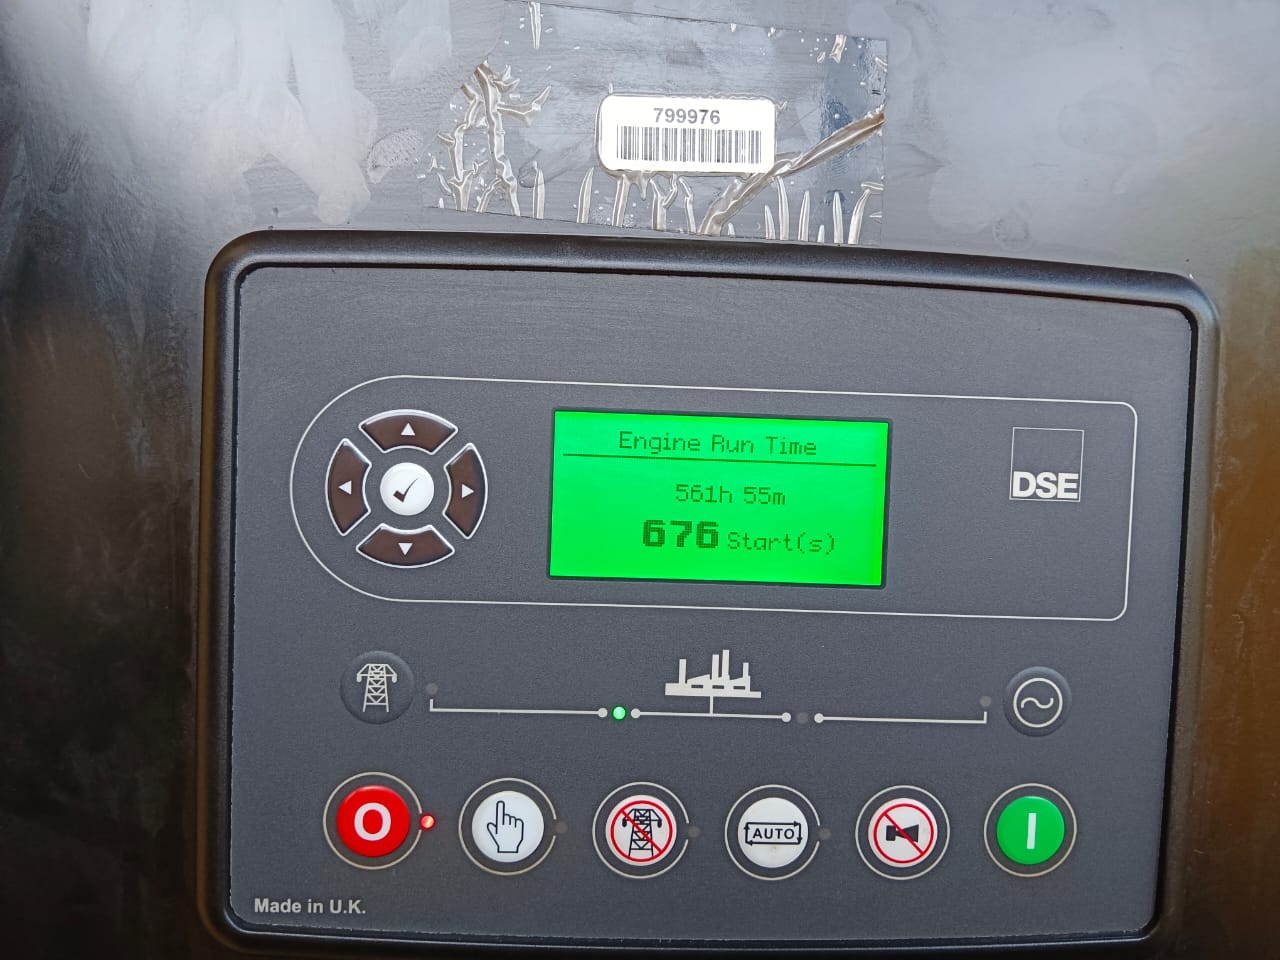 799976
Engine Run Time
561h 55m
676 Start(s)
DSE
O
AUTO
I
Made in U.K.